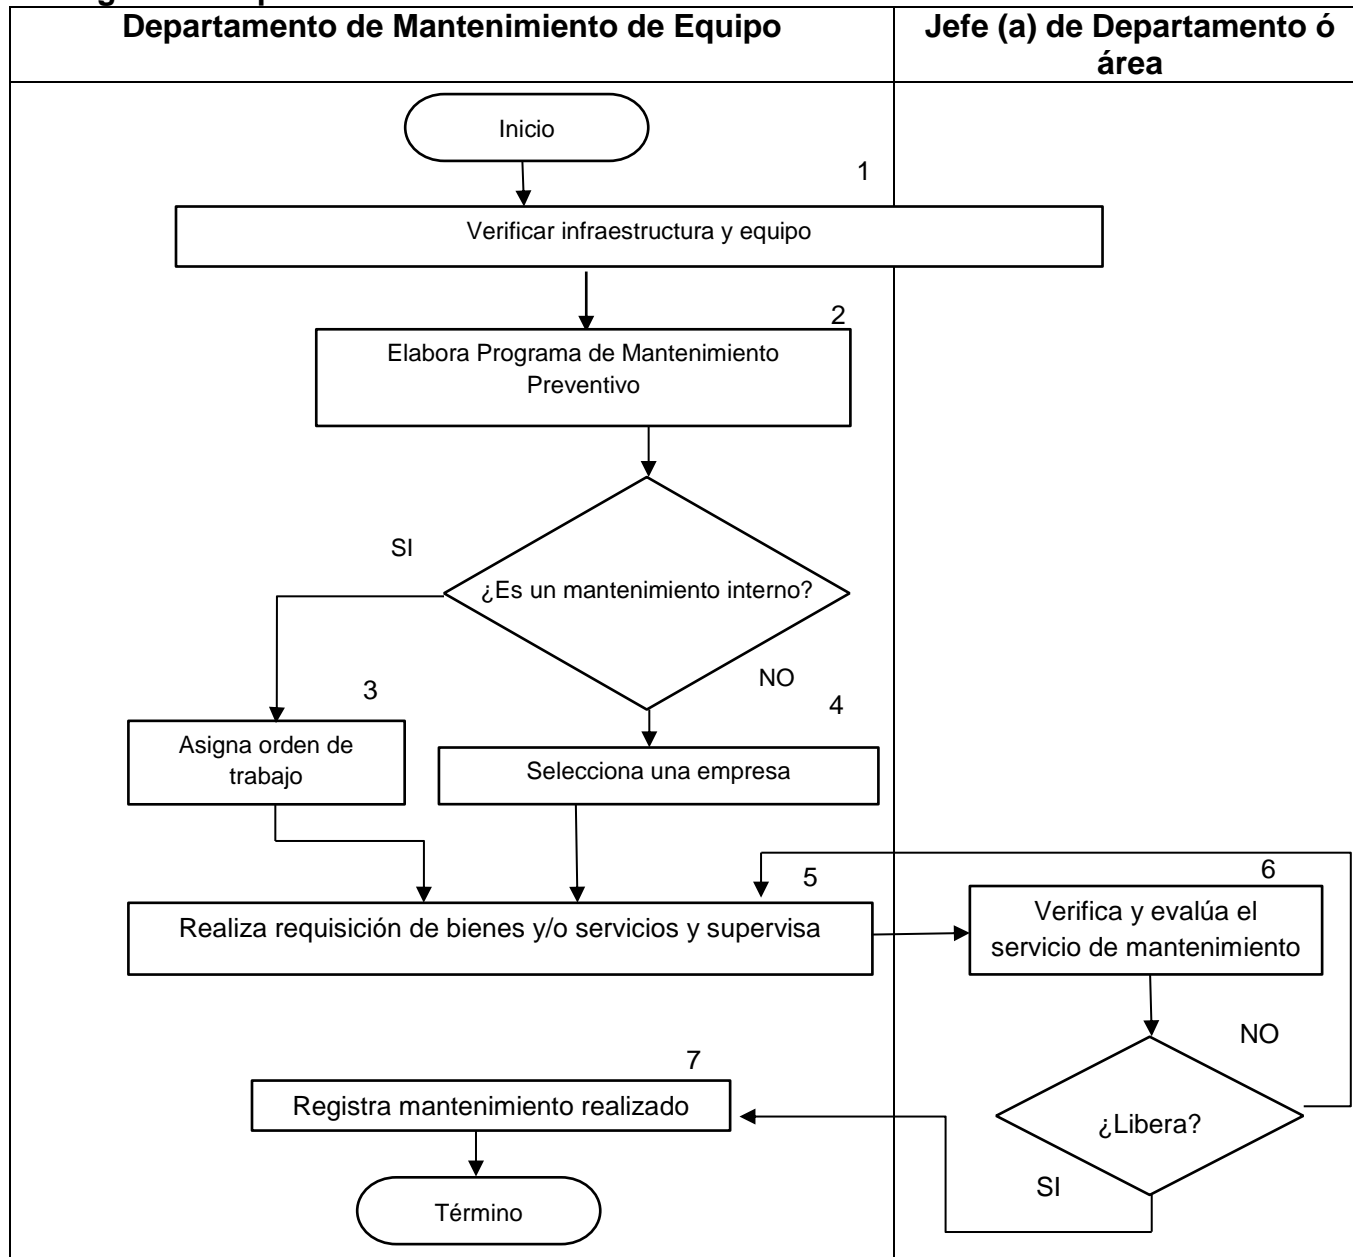 Departamento de Mantenimiento de Equipo
Jefe (a) de Departamento ó
área
Inicio
1
Verificar infraestructura y equipo
2
Elabora Programa de Mantenimiento
Preventivo
SI
¿Es un mantenimiento interno?
NO
3
4
Asigna orden de
trabajo
Selecciona una empresa
5
6
Realiza requisición de bienes y/o servicios y supervisa
Verifica y evalúa el
servicio de mantenimiento
NO
7
Registra mantenimiento realizado
¿Libera?
SI
Término